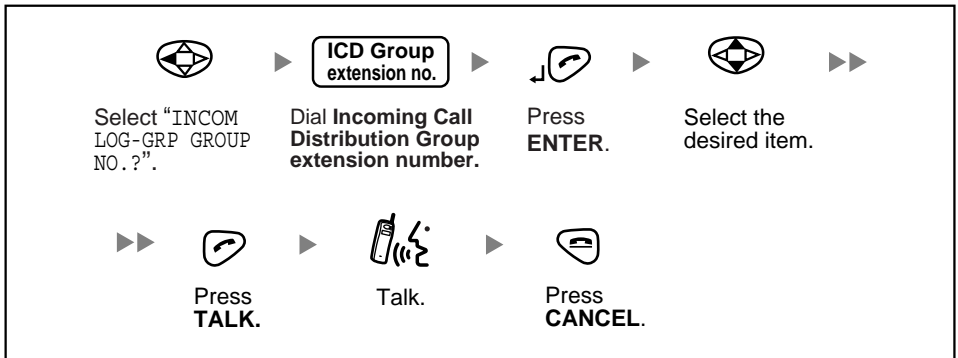 ICD Group
extension no.
Select “INCOM
LOG-GRP GROUP
NO.?”.
Dial Incoming Call
Distribution Group
extension number.
Press
ENTER.
Select the
desired item.
Press
TALK.
Talk.
Press
CANCEL.